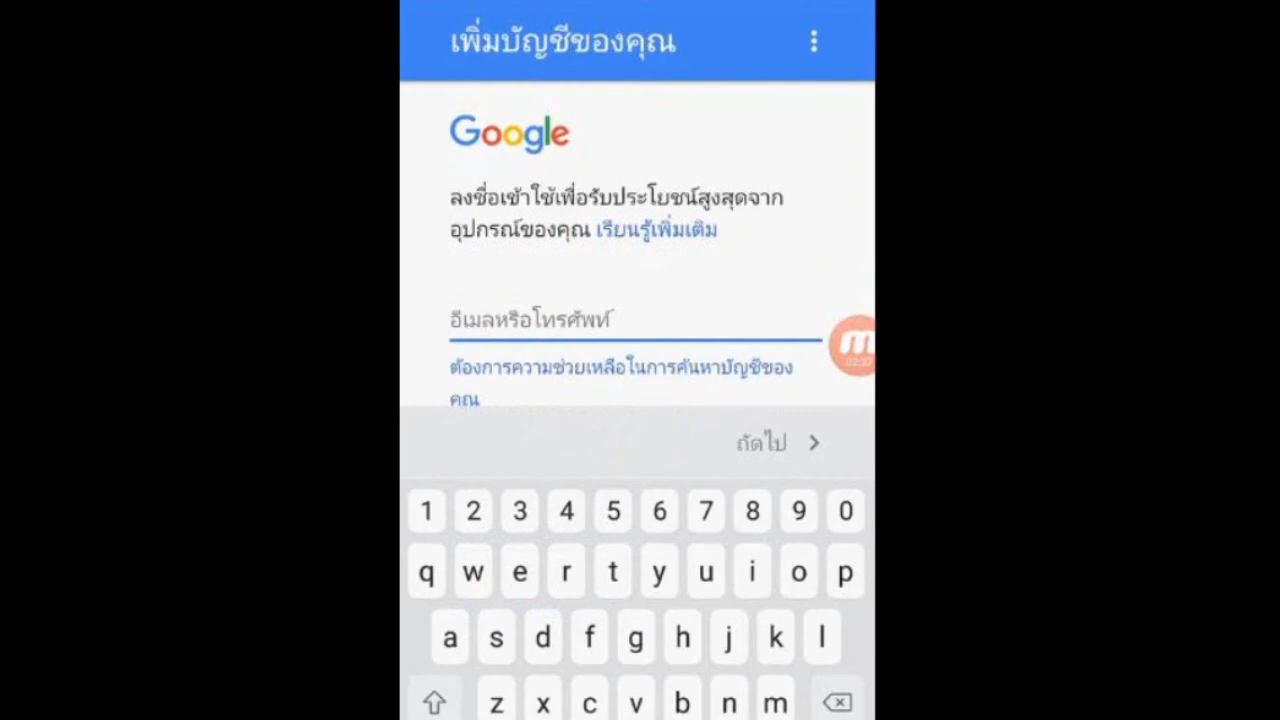 เพิ่มบัญชีของคุณ
Google
ลงชื่อเข้าใช้เพื่อรับประโยชน์สูงสุดจาก
อุปกรณ์ของคุณ เรียนรู้เพิ่มเติม
อีเมลหรือโทรศัพท์
ต้องการความช่วยเหลือในการค้นหาบัญชีของ
คุณ
m
02:30
ถัดไป
1 2 3 4 5 6 7 8 9 0
q w e r t y u i o p
a s d f g h j k l
z x c v b n m